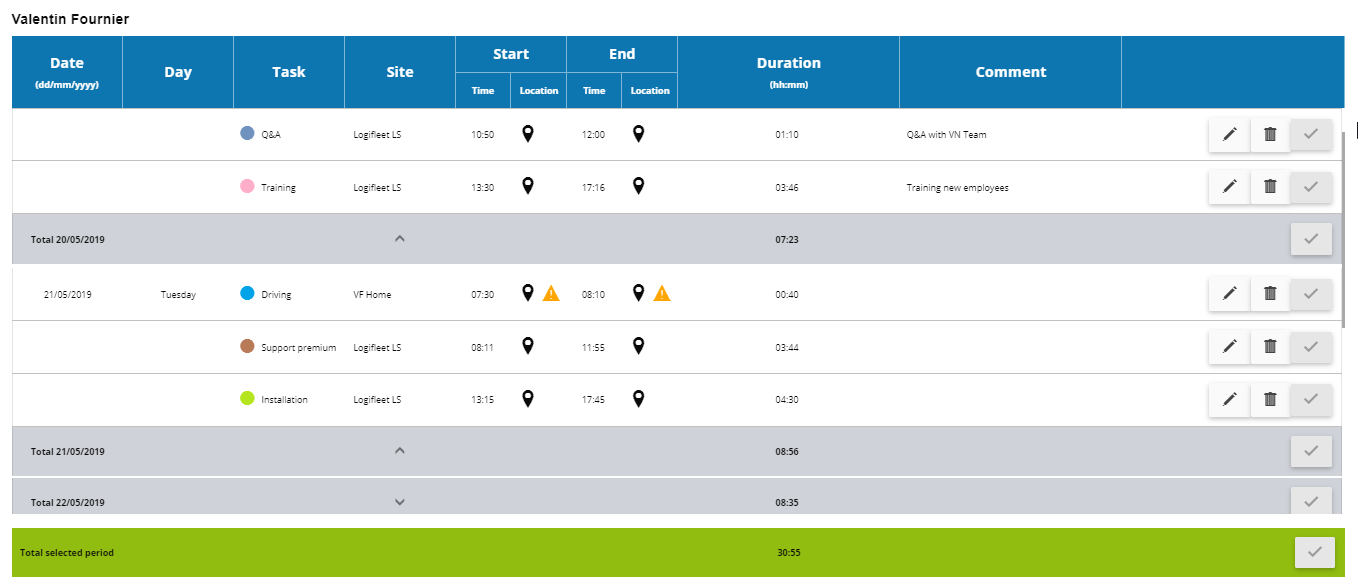 Valentin Fournier
Date Day Task Site Start End Duration Comment
(dd/mm/yyyy) Time Location Time Location (hh:mm)
Q&A Logifleet LS 10:50 12:00 01:10 Q&A with VN Team
Training Logifleet LS 13:30 17:16 03:46 Training new employees
Total 20/05/2019 07:23
21/05/2019 Tuesday Driving VF Home 07:30 08:10 00:40
Support premium Logifleet LS 08:11 11:55 03:44
Installation Logifleet LS 13:15 17:45 04:30
Total 21/05/2019 08:56
Total 22/05/2019 08:35
Total selected period 30:55